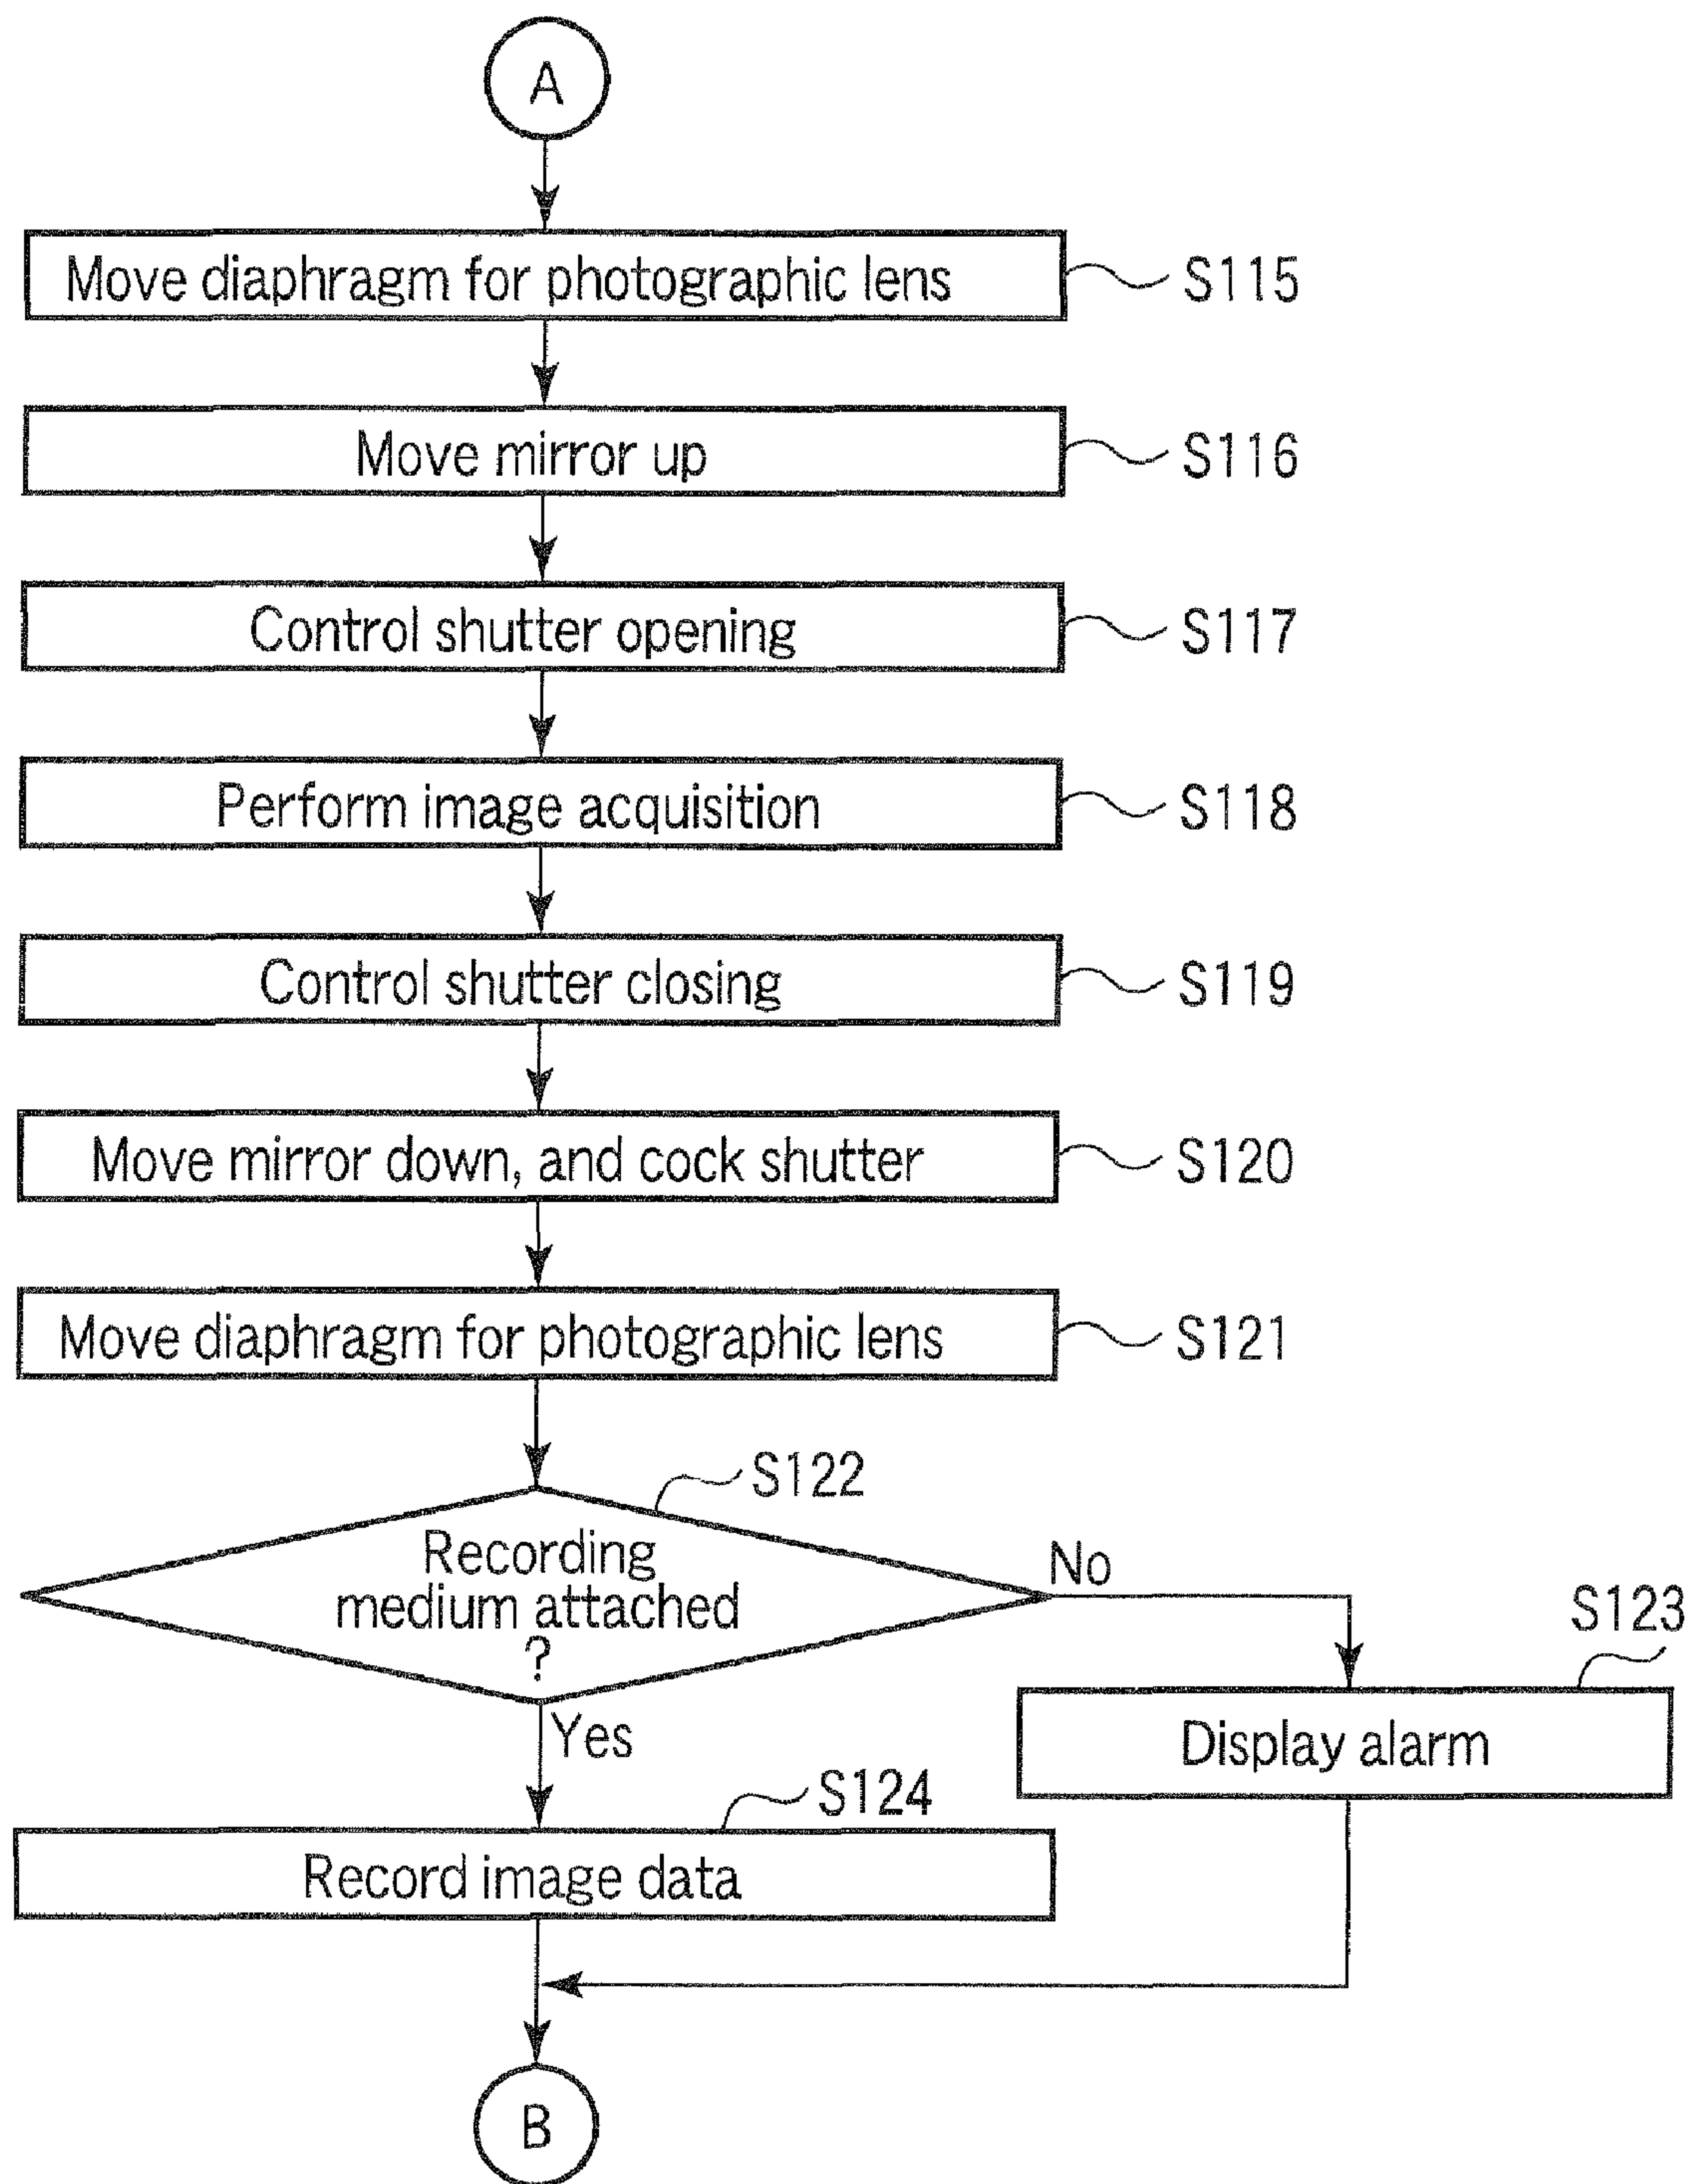 A
Move diaphragm for photographic lens
S115
Move mirror up
S116
Control shutter opening
S117
Perform image acquisition
S118
Control shutter closing
S119
Move mirror down, and cock shutter
S120
Move diaphragm for photographic lens
S121
S122
Recording
medium attached
?
No
Yes
S123
Display alarm
S124
Record image data
B